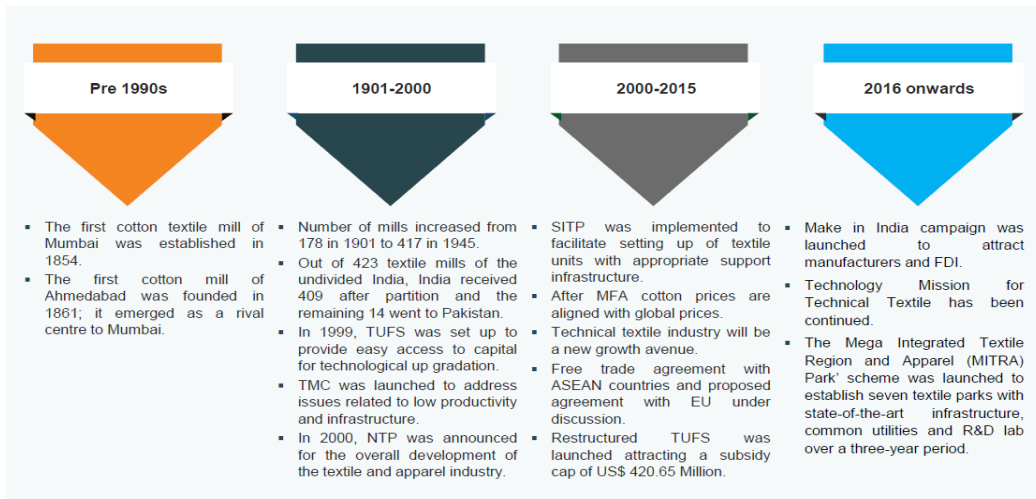 Pre 1990s
The first cotton textile mill of
Mumbai was established in
1854.
The first cotton mill of
Ahmedabad was founded in
1861; it emerged as a rival
centre to Mumbai.
1901-2000
Number of mills increased from
178 in 1901 to 417 in 1945.
Out of 423 textile mills of the
undivided India, India received
409 after partition and the
remaining 14 went to Pakistan.
In 1999, TUFS was set up to
provide easy access to capital
for technological up gradation.
TMC was launched to address
issues related to low productivity
and infrastructure.
In 2000, NTP was announced
for the overall development of
the textile and apparel industry.
2000-2015
SITP was implemented to
facilitate setting up of textile
units with appropriate support
infrastructure.
After MFA cotton prices are
aligned with global prices.
Technical textile industry will be
a new growth avenue.
Free trade agreement with
ASEAN countries and proposed
agreement with EU under
discussion.
Restructured TUFS was
launched attracting a subsidy
cap of US$ 420.65 Million.
2016 onwards
Make in India campaign was
launched to attract
manufacturers and FDI.
Technology Mission for
Technical Textile has been
continued.
The Mega Integrated Textile
Region and Apparel (MITRA)
Park' scheme was launched to
establish seven textile parks with
state-of-the-art infrastructure,
common utilities and R&D lab
over a three-year period.